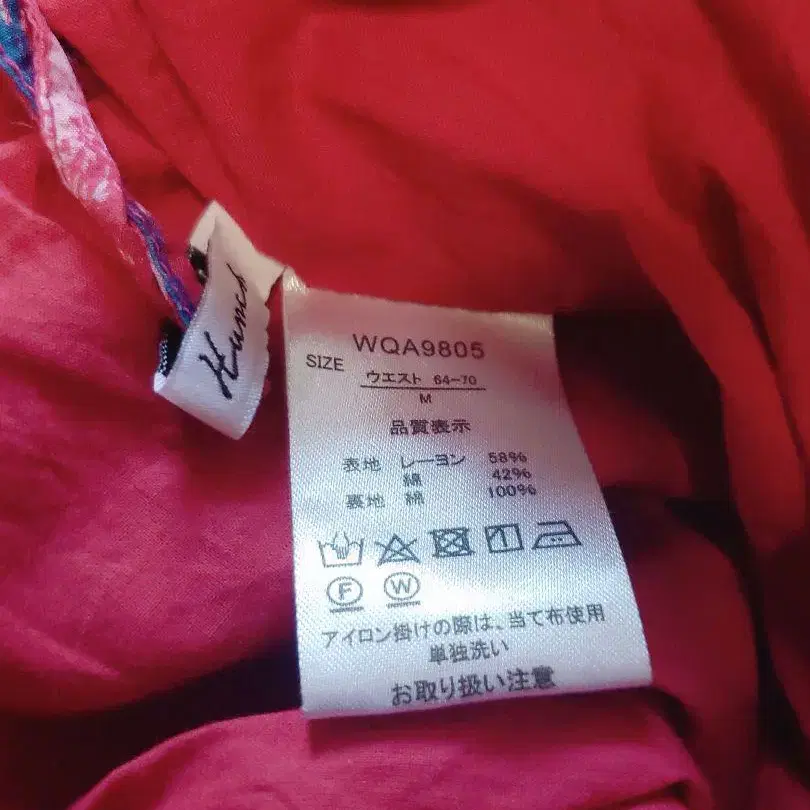 WQA9805
SIZE ウエスト 64-70
M
品質表示
表地 レーヨン 58%
綿 42%
裏地 綿 100%
F W
アイロン掛けの際は、当て布使用
単独洗い
お取り扱い注意